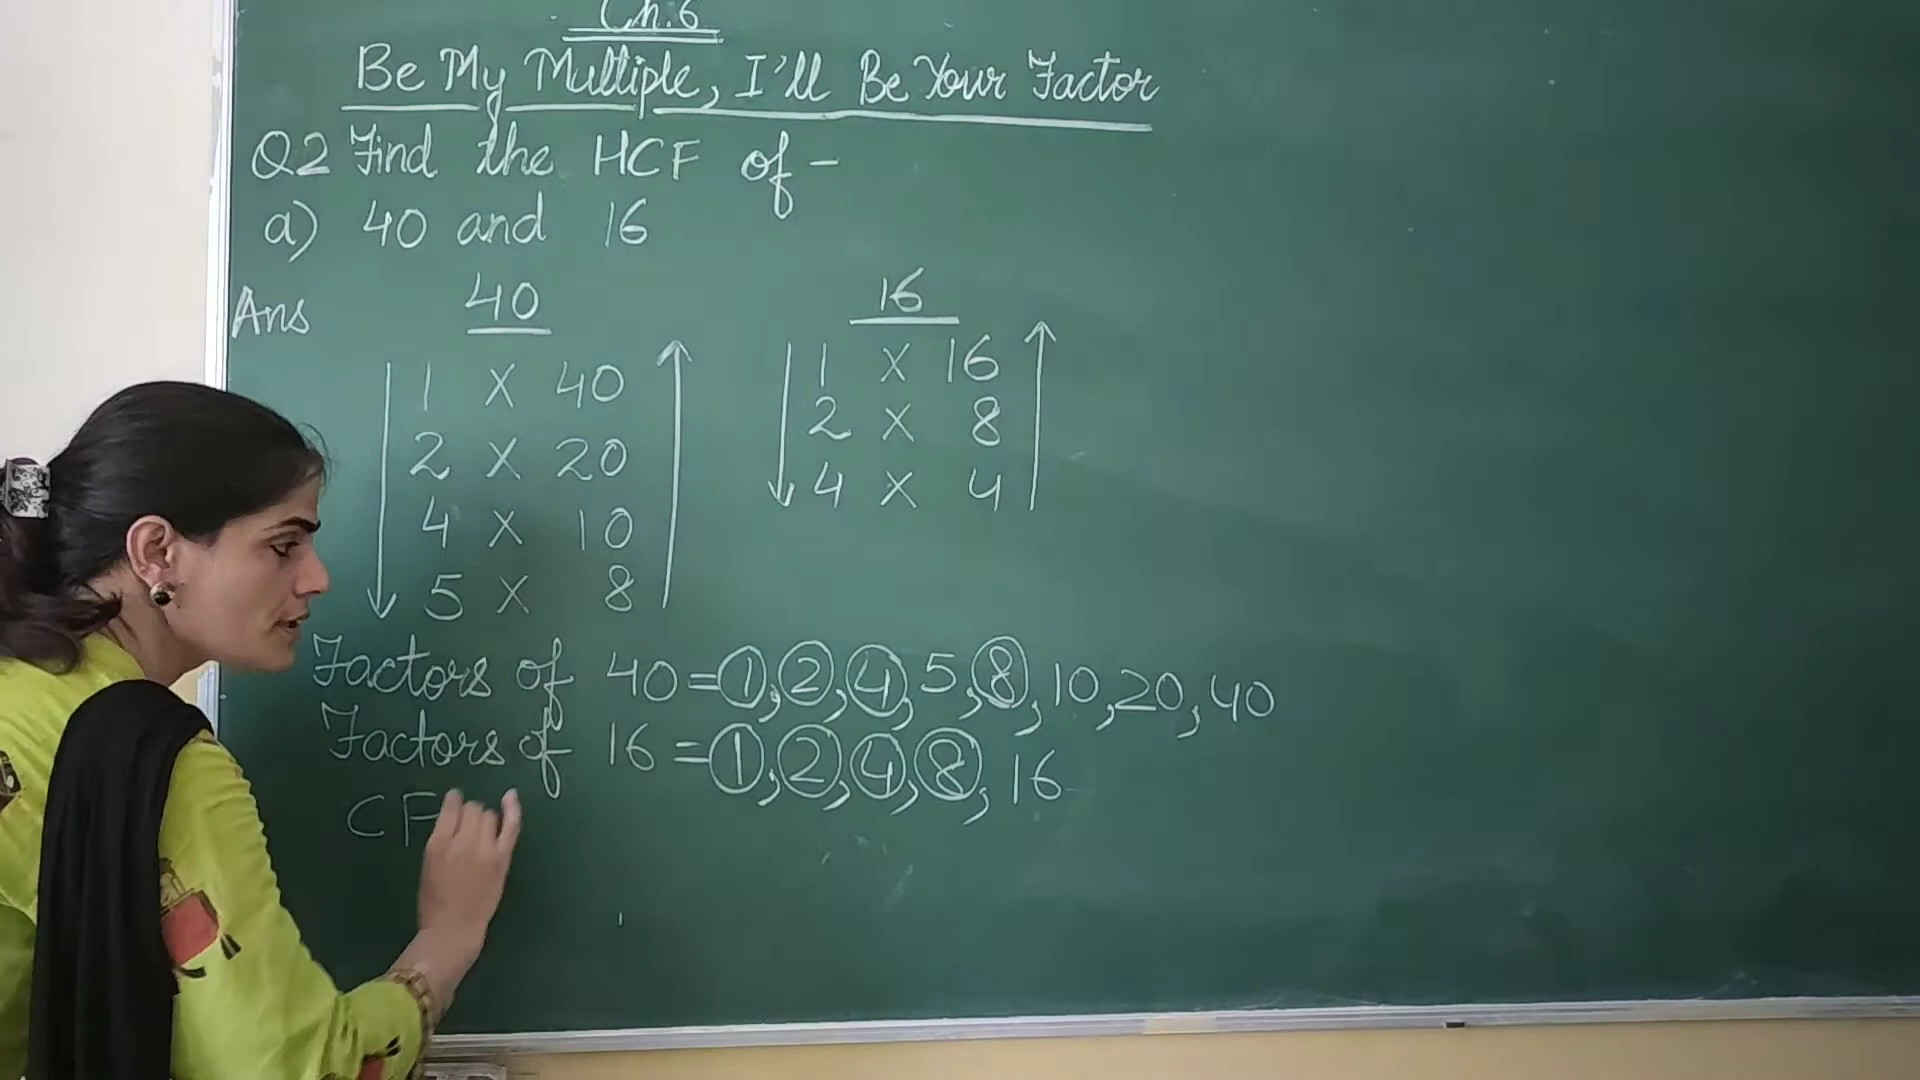 Ch.6
Be My Multiple, I'll Be Your Factor
Q2 Find the HCF of -
a) 40 and 16
Ans 40 16
1 X 40 1 X 16
2 X 20 2 X 8
4 X 10 4 X 4
5 X 8
Factors of 40 = 1, 2, 4, 5, 8, 10, 20, 40
Factors of 16 = 1, 2, 4, 8, 16
CF